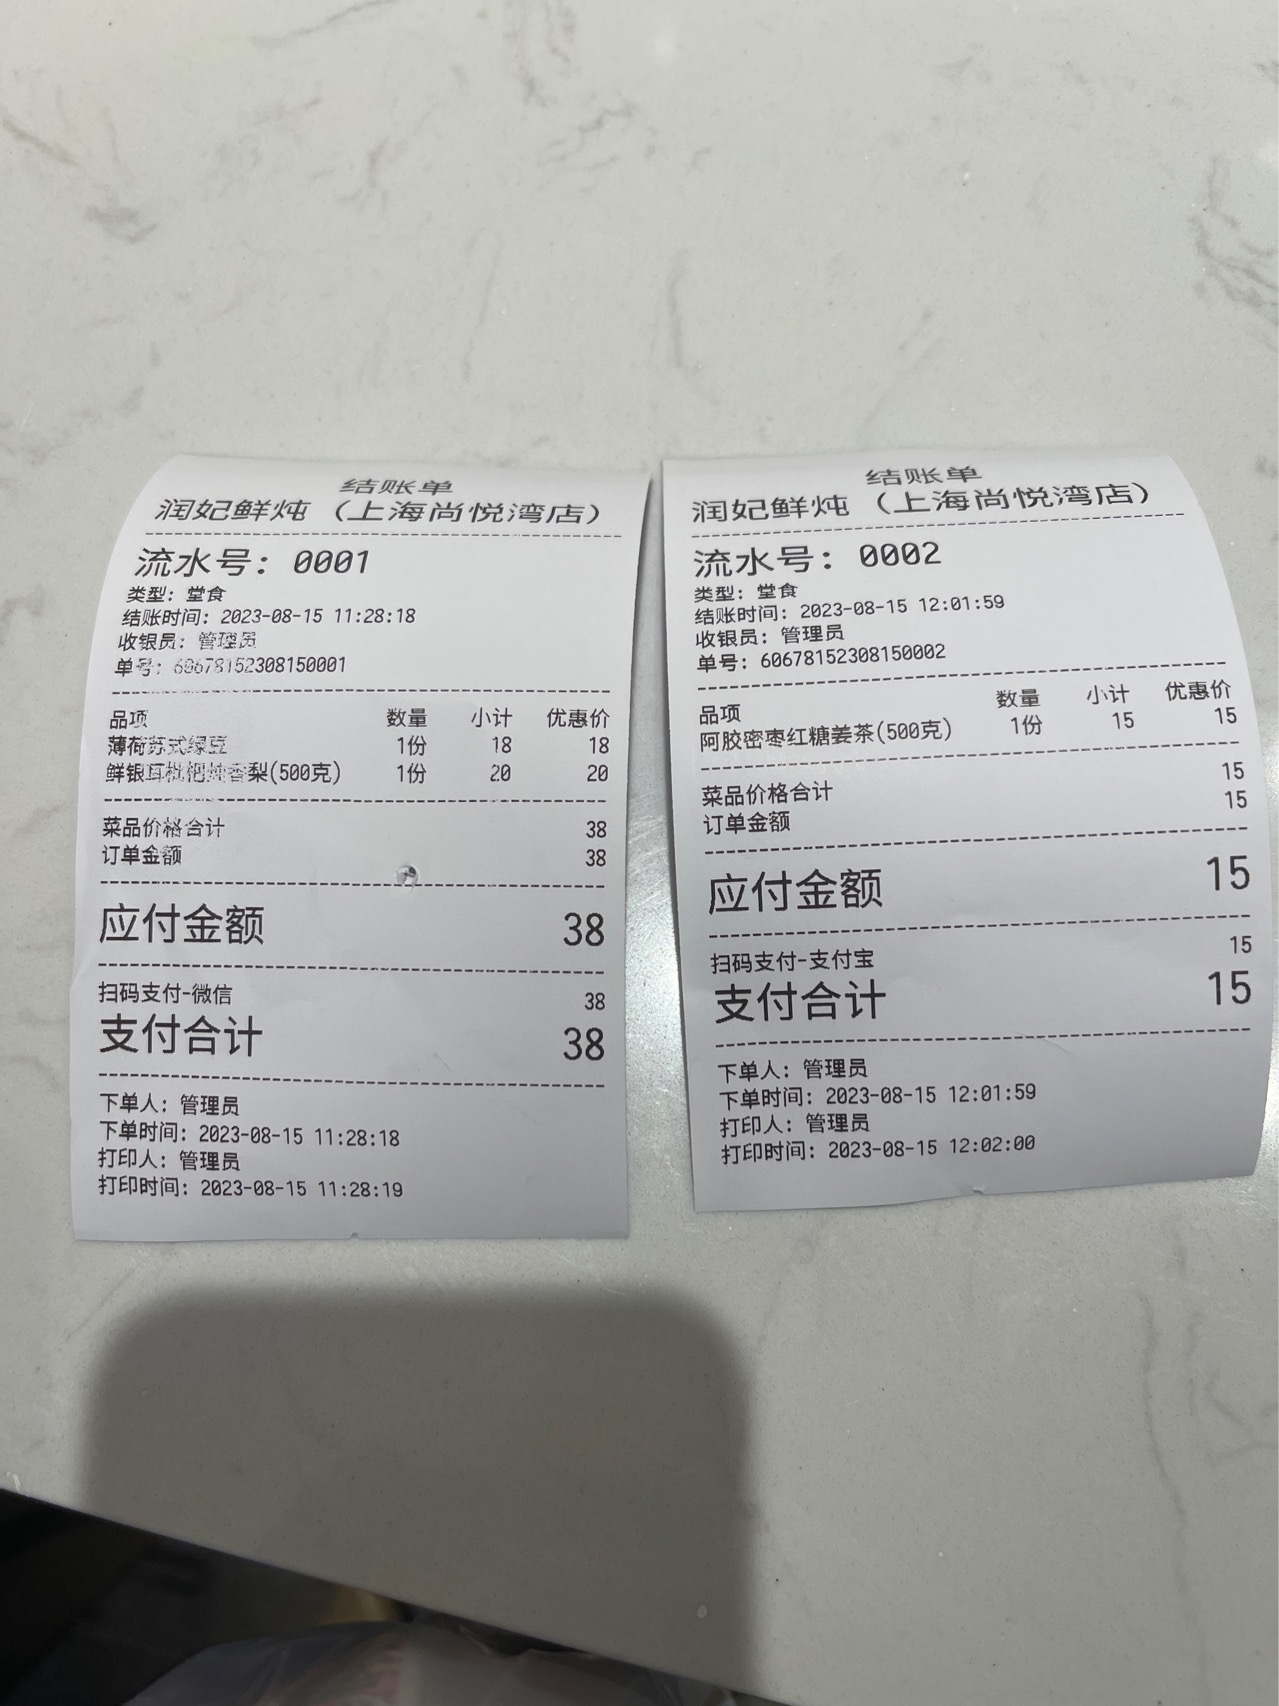 结账单
润妃鲜炖（上海尚悦湾店）
流水号：0001
类型：堂食
结账时间：2023-08-15 11:28:18
收银员：管理员
单号：60678152308150001
品项 数量 小计 优惠价
薄荷苏式绿豆 1份 18 18
鲜银耳枇杷炖香梨(500克) 1份 20 20
菜品价格合计 38
订单金额 38
应付金额 38
扫码支付-微信 38
支付合计 38
下单人：管理员
下单时间：2023-08-15 11:28:18
打印人：管理员
打印时间：2023-08-15 11:28:19
结账单
润妃鲜炖（上海尚悦湾店）
流水号：0002
类型：堂食
结账时间：2023-08-15 12:01:59
收银员：管理员
单号：60678152308150002
品项 数量 小计 优惠价
阿胶密枣红糖姜茶(500克) 1份 15 15
菜品价格合计 15
订单金额 15
应付金额 15
扫码支付-支付宝 15
支付合计 15
下单人：管理员
下单时间：2023-08-15 12:01:59
打印人：管理员
打印时间：2023-08-15 12:02:00